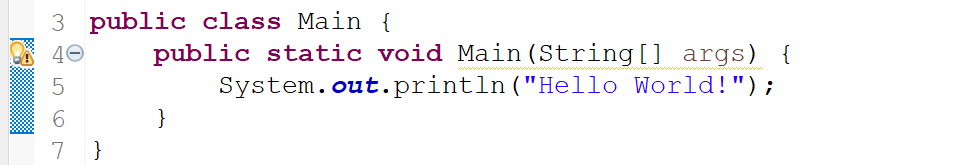 3 public class Main {
4 public static void Main(String[] args) {
5 System.out.println("Hello World!");
6 }
7 }